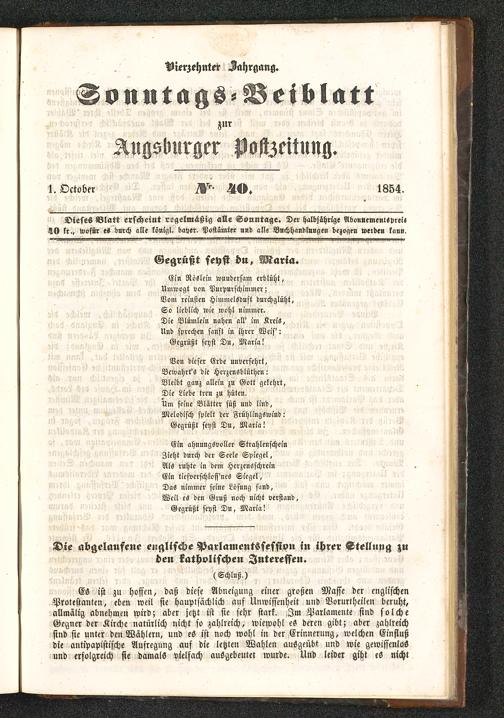 Vierzehnter Jahrgang.
Sonntags-Beiblatt
zur
Augsburger Postzeitung.
1. October Nr. 40. 1854.
Dieses Blatt erscheint regelmäßig alle Sonntage. Der halbjährige Abonnementspreis
40 kr., wofür es durch alle königl. bayer. Postämter und alle Buchhandlungen bezogen werden kann.
Gegrüßt seyst du, Maria.
Ein Röslein wundersam erblüht,
Umwogt von Purpurschimmer;
Vom reinsten Himmelsduft durchglüht,
So lieblich wie wohl nimmer.
Die Blümlein nahen all' im Kreis,
Und sprechen sanft in ihrer Weis':
Gegrüßt seyst Du, Maria!
Von dieser Erde unversehrt,
Bewahrt's die Herzensblüthen:
Bleibt ganz allein zu Gott gekehrt,
Die Liebe treu zu hüten.
Um seine Blätter süß und lind,
Melodisch spielt der Frühlingswind:
Gegrüßt seyst Du, Maria!
Ein ahnungsvoller Strahlenschein
Zieht durch der Seele Spiegel,
Als ruhte in dem Herzensschrein
Ein tiefverschloss'nes Siegel,
Das nimmer seine Lösung fand,
Weil es den Gruß noch nicht verstand,
Gegrüßt seyst Du, Maria!
Die abgelaufene englische Parlamentssession in ihrer Stellung zu
den katholischen Interessen.
(Schluß.)
Es ist zu hoffen, daß diese Abneigung einer großen Masse der englischen
Protestanten, eben weil sie hauptsächlich auf Unwissenheit und Vorurtheilen beruht,
allmälig abnehmen wird; aber jetzt ist sie sehr stark. Im Parlamente sind solche
Gegner der Kirche natürlich nicht so zahlreich, wiewohl es deren gibt; aber zahlreich
sind sie unter den Wählern, und es ist noch wohl in der Erinnerung, welchen Einfluß
die antipapistische Aufregung auf die letzten Wahlen ausgeübt und wie gewissenlos
und erfolgreich sie damals vielfach ausgebeutet wurde. Und leider gibt es nicht